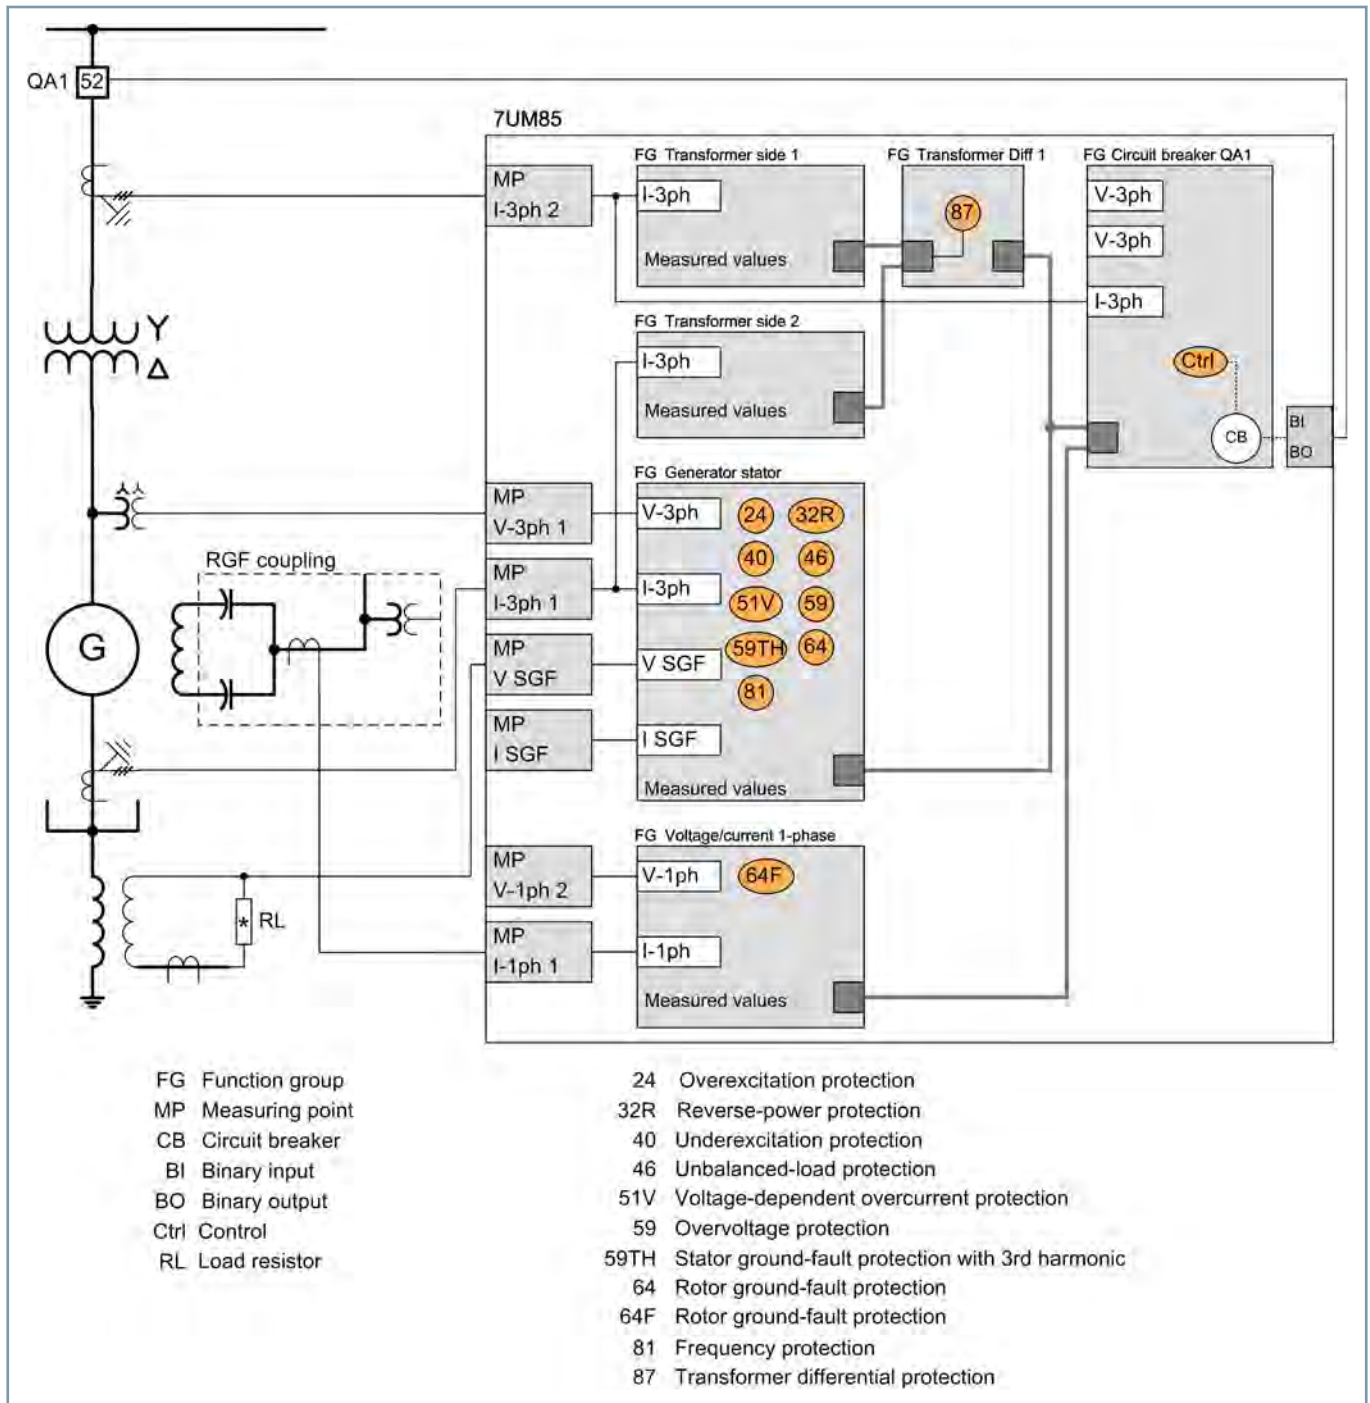 QA1 52
7UM85
FG Transformer side 1
FG Transformer Diff 1
FG Circuit breaker QA1
MP
I-3ph 2
I-3ph
Measured values
87
V-3ph
V-3ph
I-3ph
Ctrl
CB
BI
BO
Y
Δ
FG Transformer side 2
I-3ph
Measured values
FG Generator stator
MP
V-3ph 1
V-3ph
24
32R
RGF coupling
40
46
MP
I-3ph 1
I-3ph
51V
59
G
MP
V SGF
V SGF
59TH
64
81
MP
I SGF
I SGF
Measured values
FG Voltage/current 1-phase
MP
V-1ph 2
V-1ph
64F
* RL
MP
I-1ph 1
I-1ph
Measured values
FG Function group
MP Measuring point
CB Circuit breaker
BI Binary input
BO Binary output
Ctrl Control
RL Load resistor
24 Overexcitation protection
32R Reverse-power protection
40 Underexcitation protection
46 Unbalanced-load protection
51V Voltage-dependent overcurrent protection
59 Overvoltage protection
59TH Stator ground-fault protection with 3rd harmonic
64 Rotor ground-fault protection
64F Rotor ground-fault protection
81 Frequency protection
87 Transformer differential protection